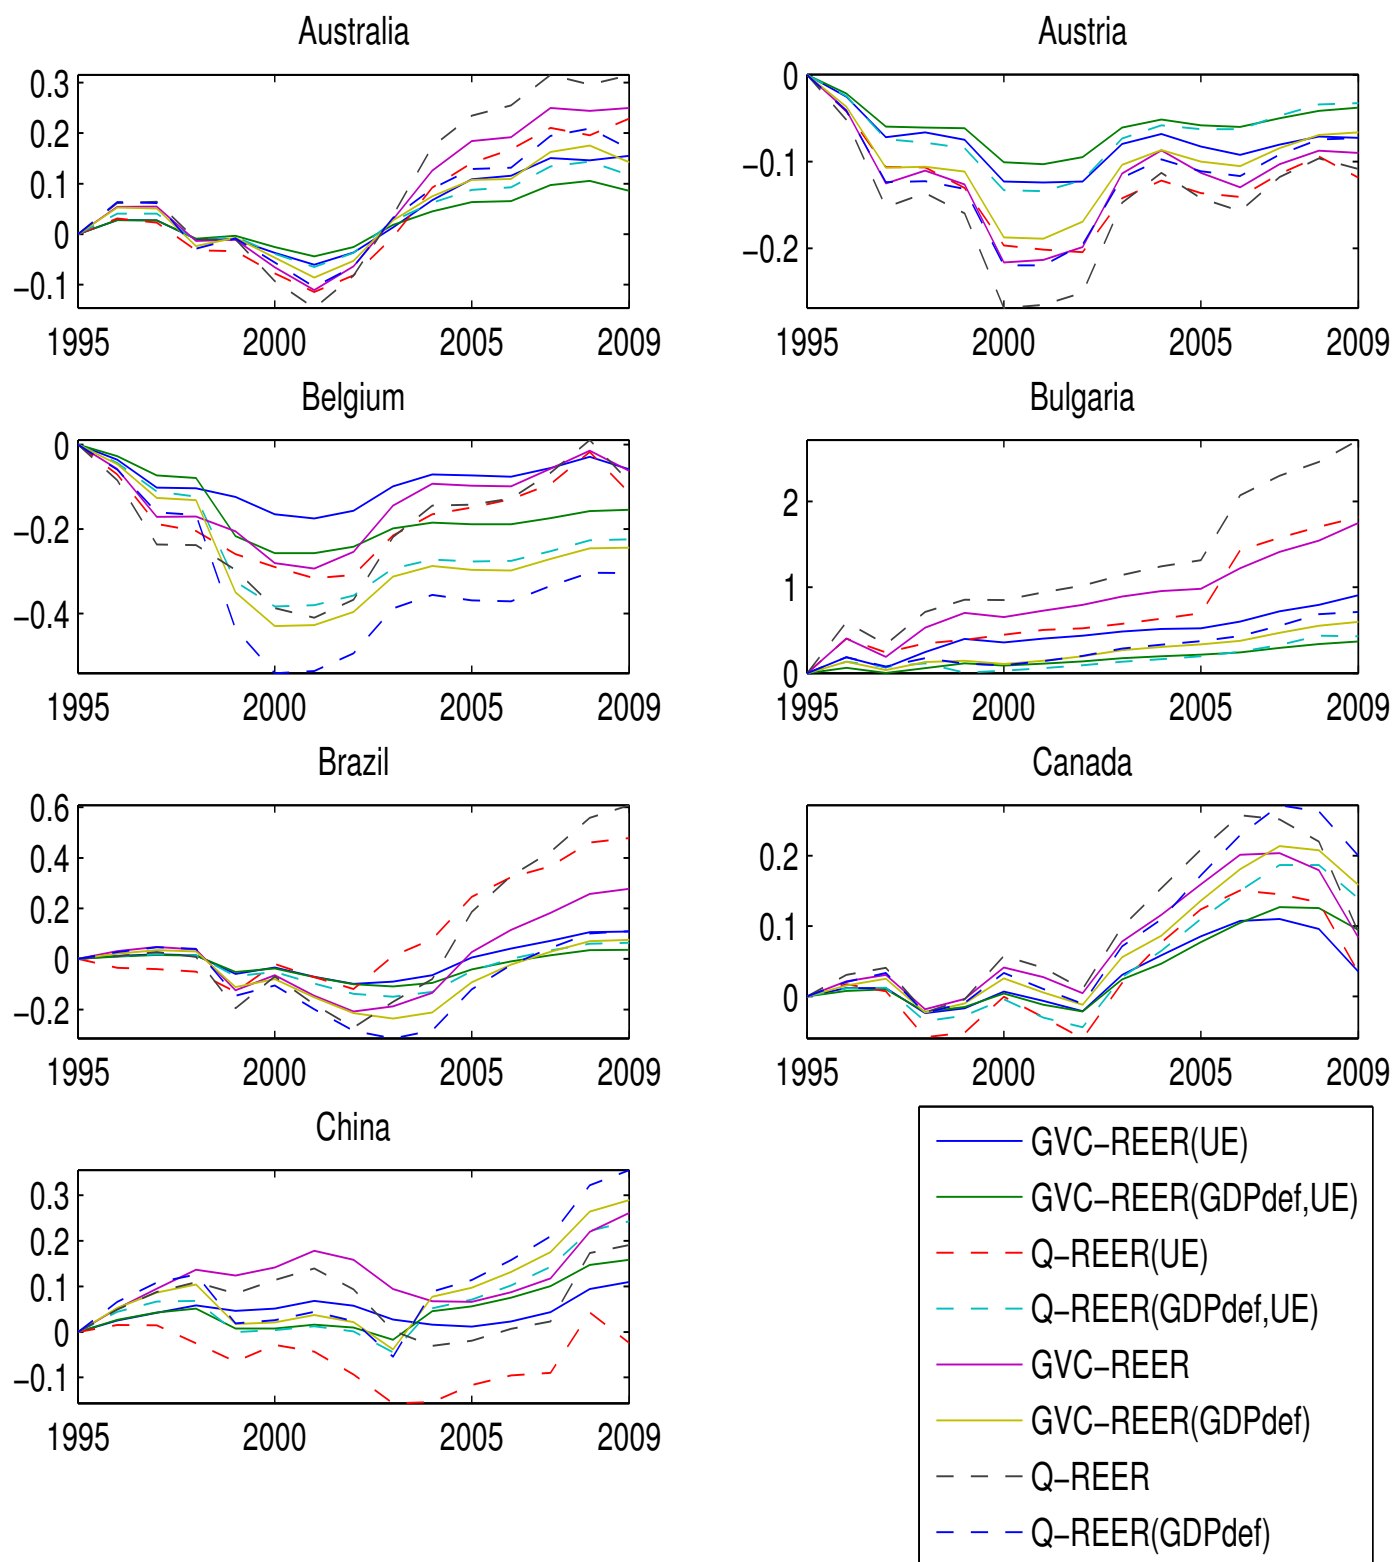 Australia
0.3
0.2
0.1
0
−0.1
1995 2000 2005 2009
Austria
0
−0.1
−0.2
1995 2000 2005 2009
Belgium
0
−0.2
−0.4
1995 2000 2005 2009
Bulgaria
2
1
0
1995 2000 2005 2009
Brazil
0.6
0.4
0.2
0
−0.2
1995 2000 2005 2009
Canada
0.2
0.1
0
1995 2000 2005 2009
China
0.3
0.2
0.1
0
−0.1
1995 2000 2005 2009
GVC−REER(UE)
GVC−REER(GDPdef,UE)
Q−REER(UE)
Q−REER(GDPdef,UE)
GVC−REER
GVC−REER(GDPdef)
Q−REER
Q−REER(GDPdef)